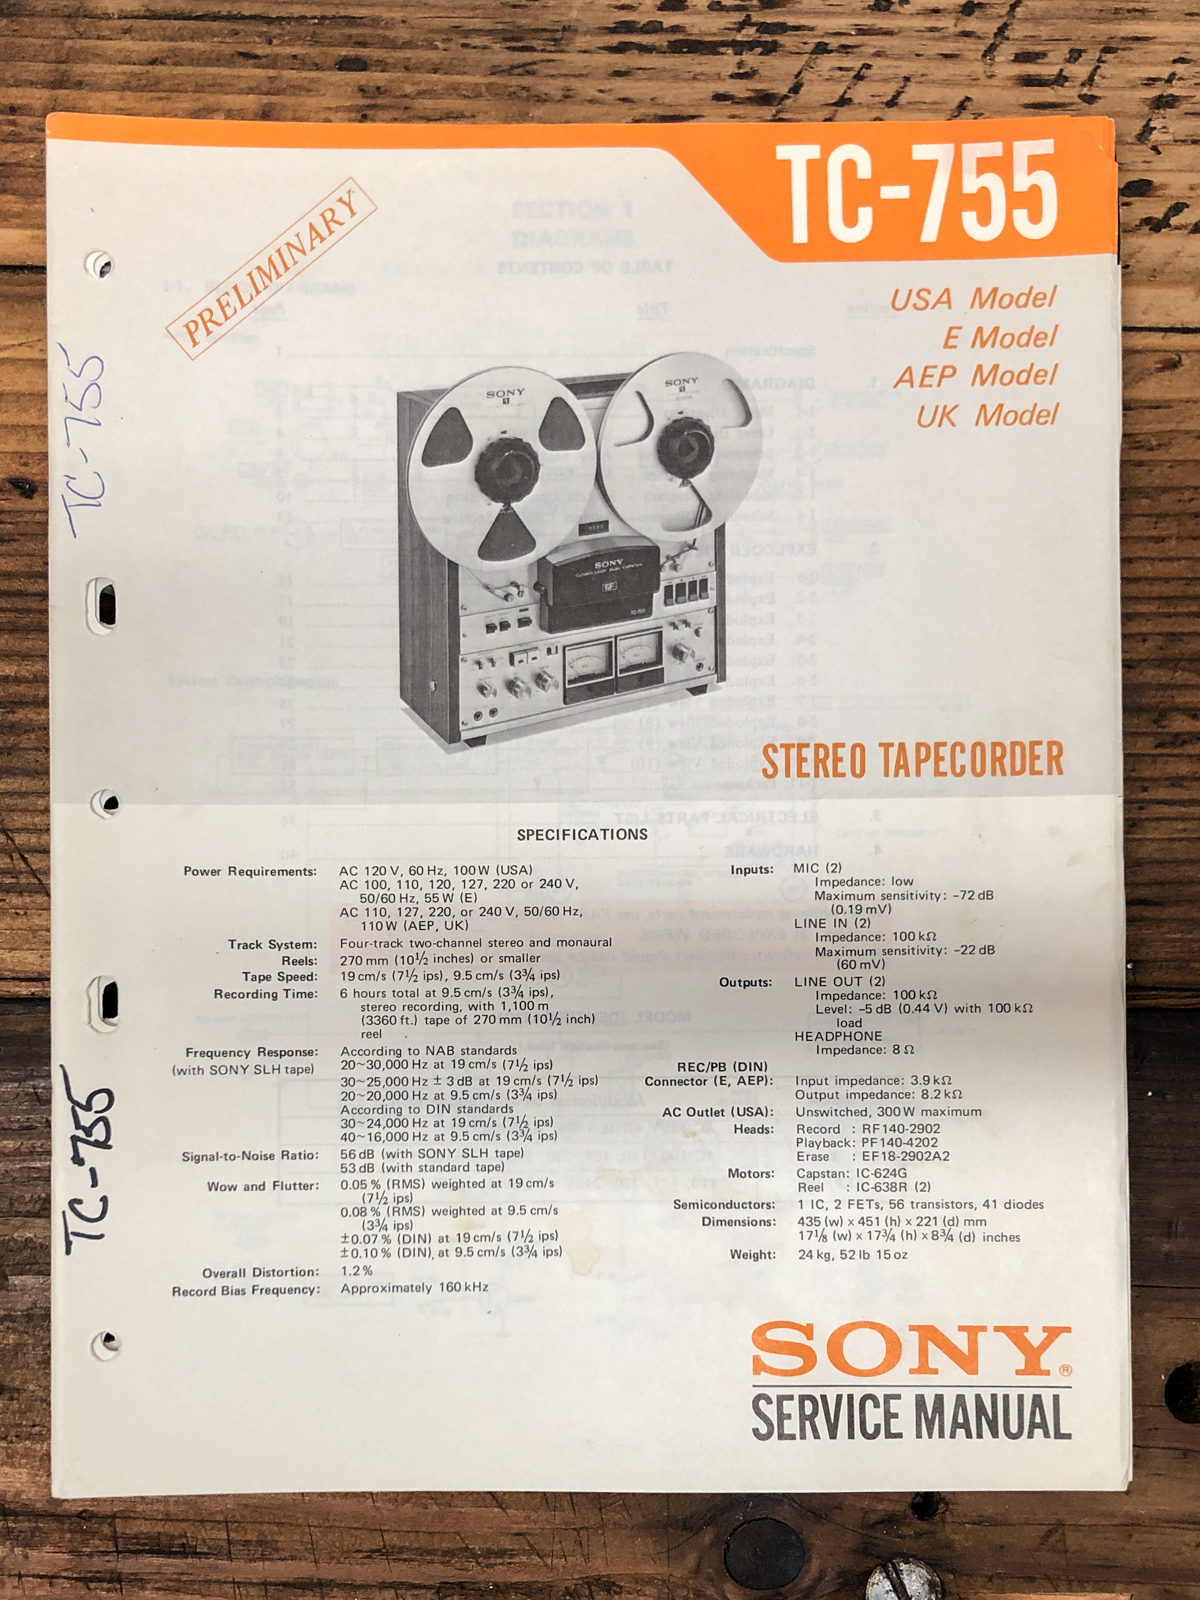 TC-755
PRELIMINARY
USA Model
E Model
AEP Model
UK Model
TC-755
SONY
SONY
SONY
STEREO TAPECORDER
SPECIFICATIONS
Power Requirements: AC 120 V, 60 Hz, 100 W (USA)
AC 100, 110, 120, 127, 220 or 240 V,
50/60 Hz, 55 W (E)
AC 110, 127, 220, or 240 V, 50/60 Hz,
110 W (AEP, UK)
Track System: Four-track two-channel stereo and monaural
Reels: 270 mm (10½ inches) or smaller
Tape Speed: 19 cm/s (7½ ips), 9.5 cm/s (3¾ ips)
Recording Time: 6 hours total at 9.5 cm/s (3¾ ips),
stereo recording, with 1,100 m
(3360 ft.) tape of 270 mm (10½ inch)
reel
Frequency Response: According to NAB standards
(with SONY SLH tape) 20~30,000 Hz at 19 cm/s (7½ ips)
30~25,000 Hz ± 3 dB at 19 cm/s (7½ ips)
20~20,000 Hz at 9.5 cm/s (3¾ ips)
According to DIN standards
30~24,000 Hz at 19 cm/s (7½ ips)
40~16,000 Hz at 9.5 cm/s (3¾ ips)
Signal-to-Noise Ratio: 56 dB (with SONY SLH tape)
53 dB (with standard tape)
Wow and Flutter: 0.05 % (RMS) weighted at 19 cm/s
(7½ ips)
0.08 % (RMS) weighted at 9.5 cm/s
(3¾ ips)
±0.07 % (DIN) at 19 cm/s (7½ ips)
±0.10 % (DIN), at 9.5 cm/s (3¾ ips)
Overall Distortion: 1.2 %
Record Bias Frequency: Approximately 160 kHz
Inputs: MIC (2)
Impedance: low
Maximum sensitivity: –72 dB
(0.19 mV)
LINE IN (2)
Impedance: 100 kΩ
Maximum sensitivity: –22 dB
(60 mV)
Outputs: LINE OUT (2)
Impedance: 100 kΩ
Level: –5 dB (0.44 V) with 100 kΩ
load
HEADPHONE
Impedance: 8 Ω
REC/PB (DIN)
Connector (E, AEP): Input impedance: 3.9 kΩ
Output impedance: 8.2 kΩ
AC Outlet (USA): Unswitched, 300 W maximum
Heads: Record : RF140-2902
Playback: PF140-4202
Erase : EF18-2902A2
Motors: Capstan: IC-624G
Reel : IC-638R (2)
Semiconductors: 1 IC, 2 FETs, 56 transistors, 41 diodes
Dimensions: 435 (w) x 451 (h) x 221 (d) mm
17⅛ (w) x 17¾ (h) x 8¾ (d) inches
Weight: 24 kg, 52 lb 15 oz
TC-755
SONY®
SERVICE MANUAL